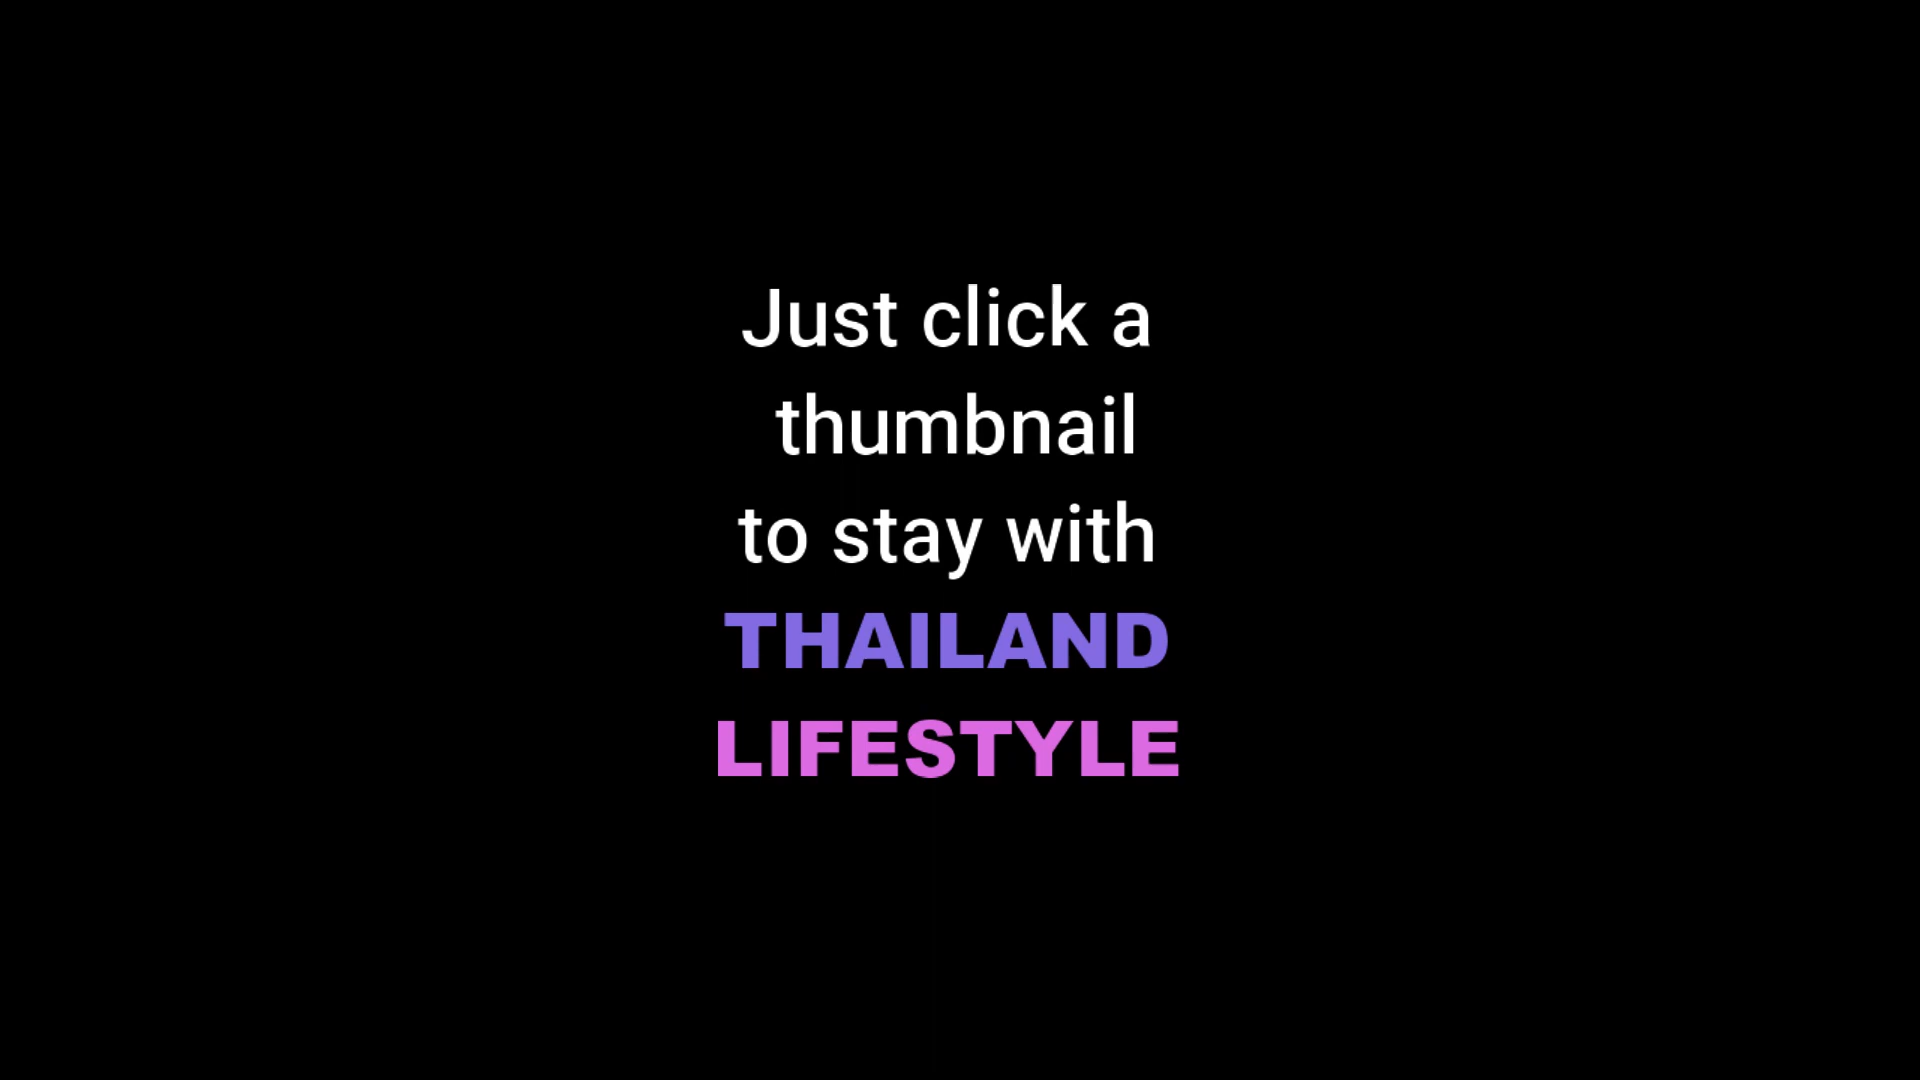 Just click a
thumbnail
to stay with
THAILAND
LIFESTYLE